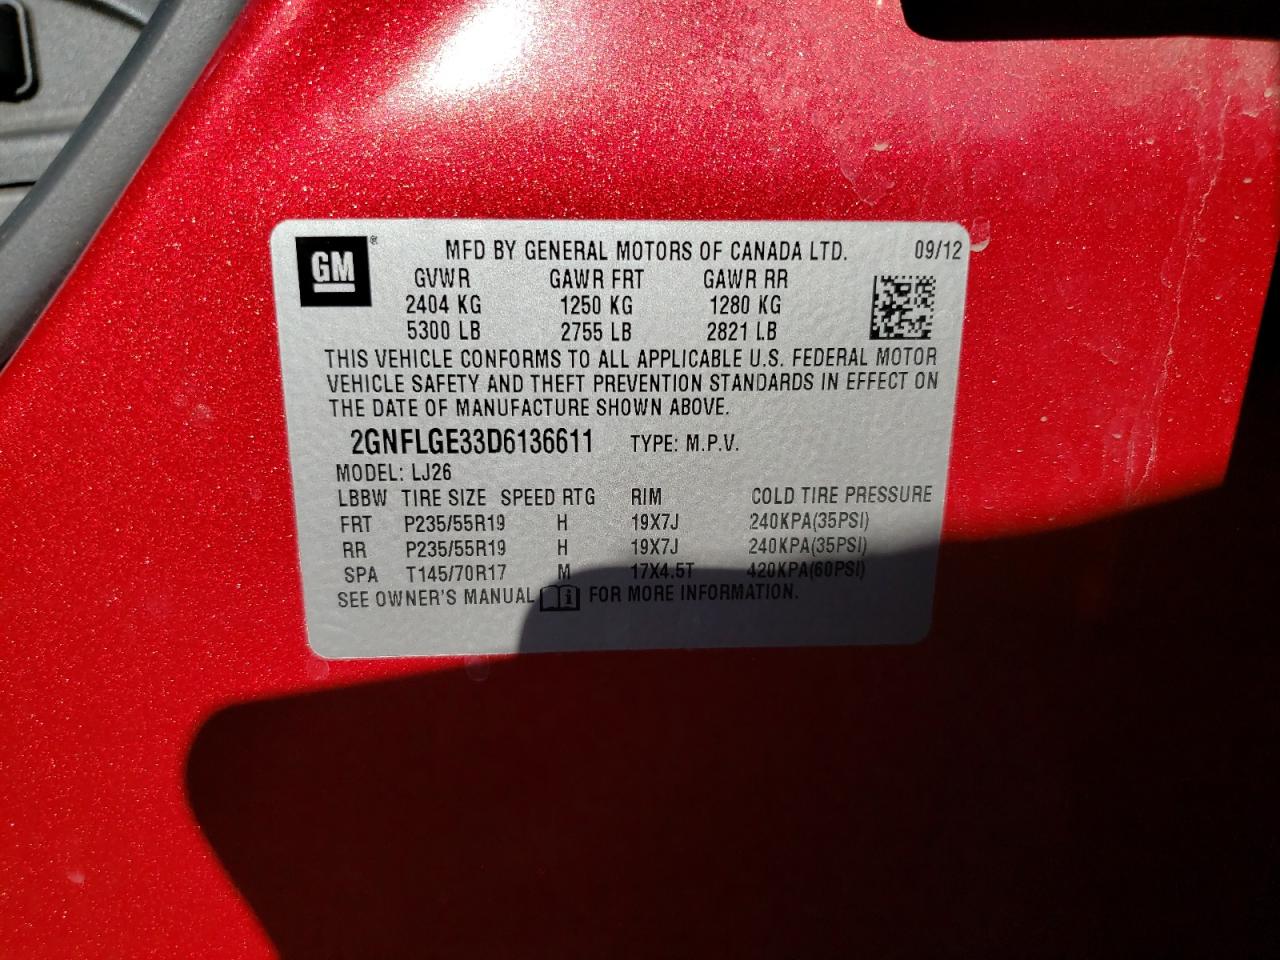 GM ® MFD BY GENERAL MOTORS OF CANADA LTD. 09/12
GVWR GAWR FRT GAWR RR
2404 KG 1250 KG 1280 KG
5300 LB 2755 LB 2821 LB
THIS VEHICLE CONFORMS TO ALL APPLICABLE U.S. FEDERAL MOTOR
VEHICLE SAFETY AND THEFT PREVENTION STANDARDS IN EFFECT ON
THE DATE OF MANUFACTURE SHOWN ABOVE.
2GNFLGE33D6136611 TYPE: M.P.V.
MODEL: LJ26
LBBW TIRE SIZE SPEED RTG RIM COLD TIRE PRESSURE
FRT P235/55R19 H 19X7J 240KPA(35PSI)
RR P235/55R19 H 19X7J 240KPA(35PSI)
SPA T145/70R17 M 17X4.5T 420KPA(60PSI)
SEE OWNER'S MANUAL i FOR MORE INFORMATION.